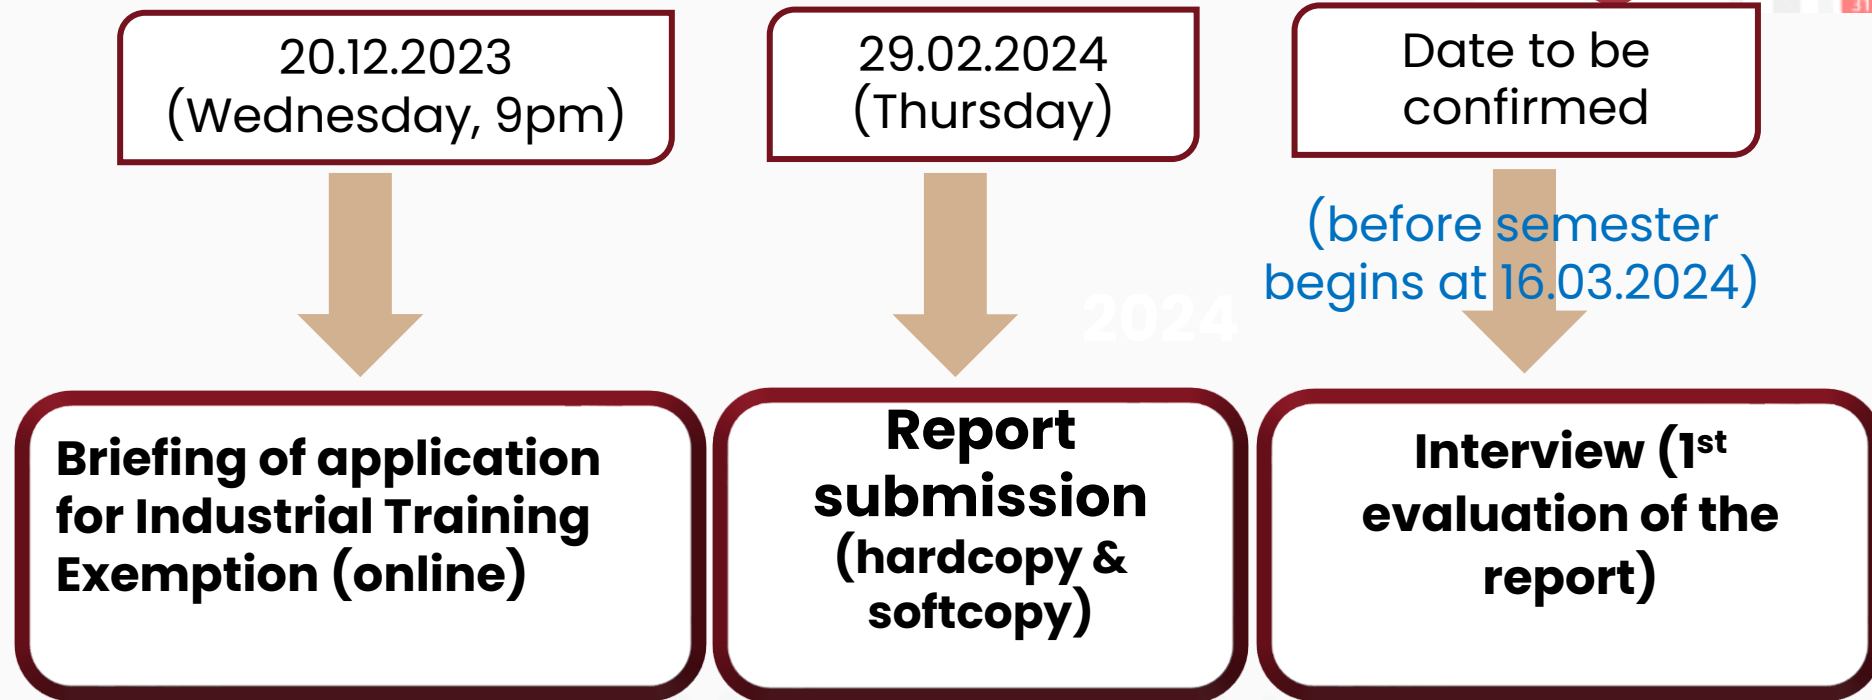 20.12.2023
(Wednesday, 9pm)
29.02.2024
(Thursday)
Date to be
confirmed
(before semester
begins at 16.03.2024)
2024
Briefing of application
for Industrial Training
Exemption (online)
Report
submission
(hardcopy &
softcopy)
Interview (1st
evaluation of the
report)
31